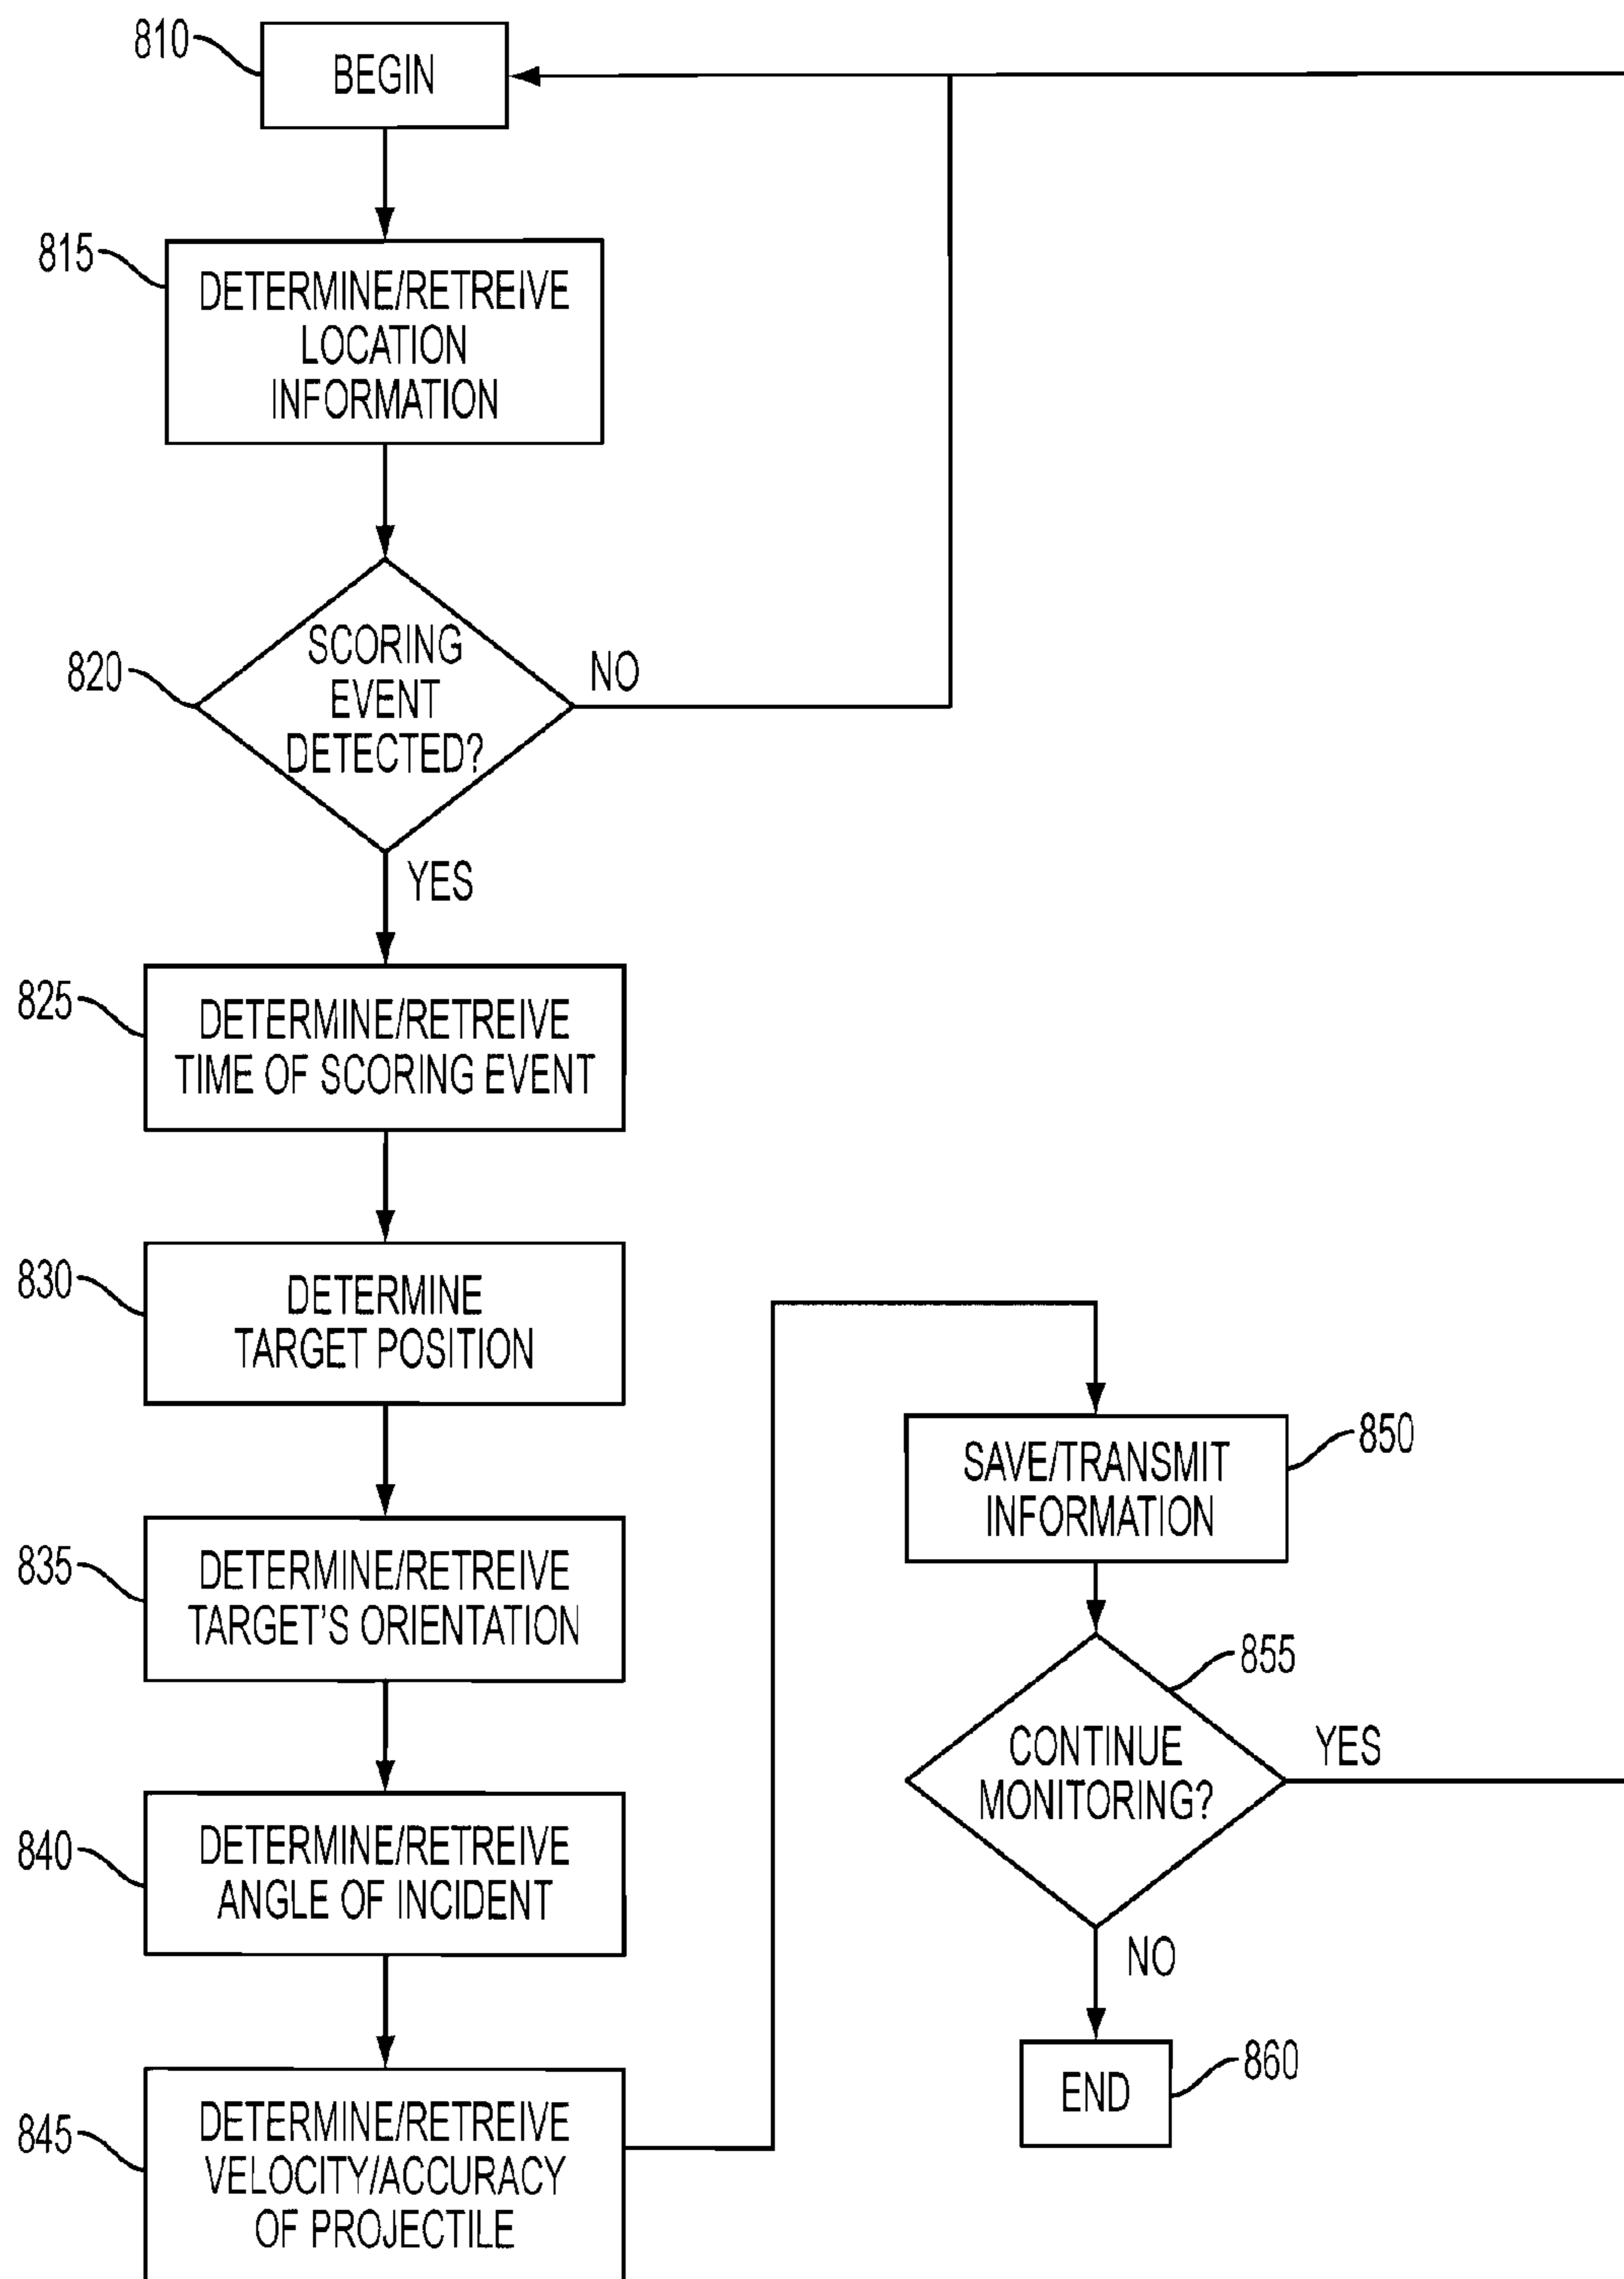 810
BEGIN
815
DETERMINE/RETREIVE
LOCATION
INFORMATION
820
SCORING
EVENT
DETECTED?
NO
YES
825
DETERMINE/RETREIVE
TIME OF SCORING EVENT
830
DETERMINE
TARGET POSITION
835
DETERMINE/RETREIVE
TARGET'S ORIENTATION
840
DETERMINE/RETREIVE
ANGLE OF INCIDENT
845
DETERMINE/RETREIVE
VELOCITY/ACCURACY
OF PROJECTILE
850
SAVE/TRANSMIT
INFORMATION
855
CONTINUE
MONITORING?
YES
NO
860
END